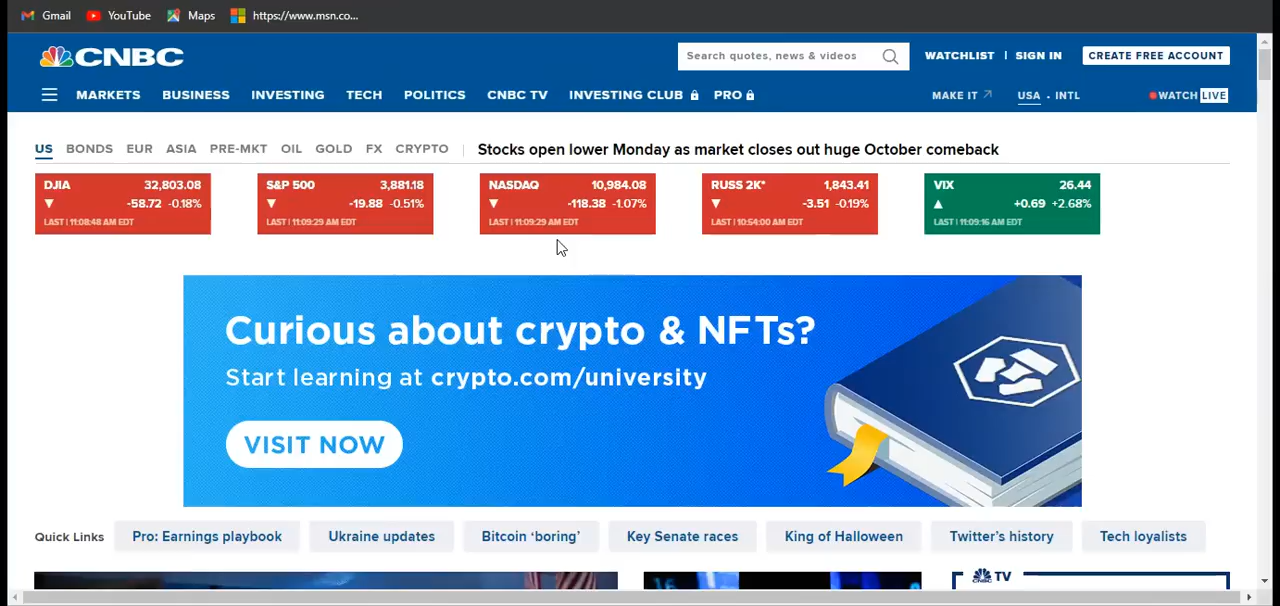 Gmail YouTube Maps https://www.msn.co...
CNBC Search quotes, news & videos WATCHLIST | SIGN IN CREATE FREE ACCOUNT
MARKETS BUSINESS INVESTING TECH POLITICS CNBC TV INVESTING CLUB PRO MAKE IT USA • INTL WATCH LIVE
US BONDS EUR ASIA PRE-MKT OIL GOLD FX CRYPTO Stocks open lower Monday as market closes out huge October comeback
DJIA 32,803.08 S&P 500 3,881.18 NASDAQ 10,984.08 RUSS 2K* 1,843.41 VIX 26.44
-58.72 -0.18% -19.88 -0.51% -118.38 -1.07% -3.51 -0.19% +0.69 +2.68%
LAST | 11:08:48 AM EDT LAST | 11:09:29 AM EDT LAST | 11:09:29 AM EDT LAST | 10:54:00 AM EDT LAST | 11:09:16 AM EDT
Curious about crypto & NFTs?
Start learning at crypto.com/university
VISIT NOW
Quick Links Pro: Earnings playbook Ukraine updates Bitcoin ‘boring’ Key Senate races King of Halloween Twitter’s history Tech loyalists
CNBC TV